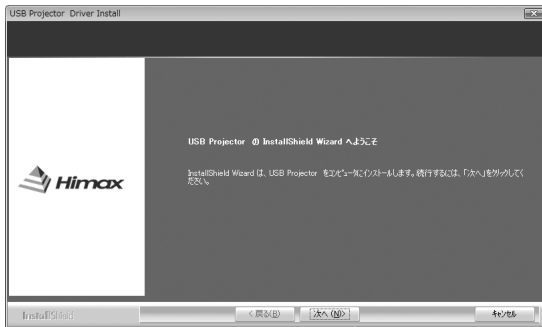 USB Projector Driver Install
USB Projector の InstallShield Wizard へようこそ
Himax
InstallShield Wizard は、USB Projector をコンピュータにインストールします。続行するには、「次へ」をクリックしてく
ださい。
InstallShield
< 戻る(B)
次へ (N)>
キャンセル